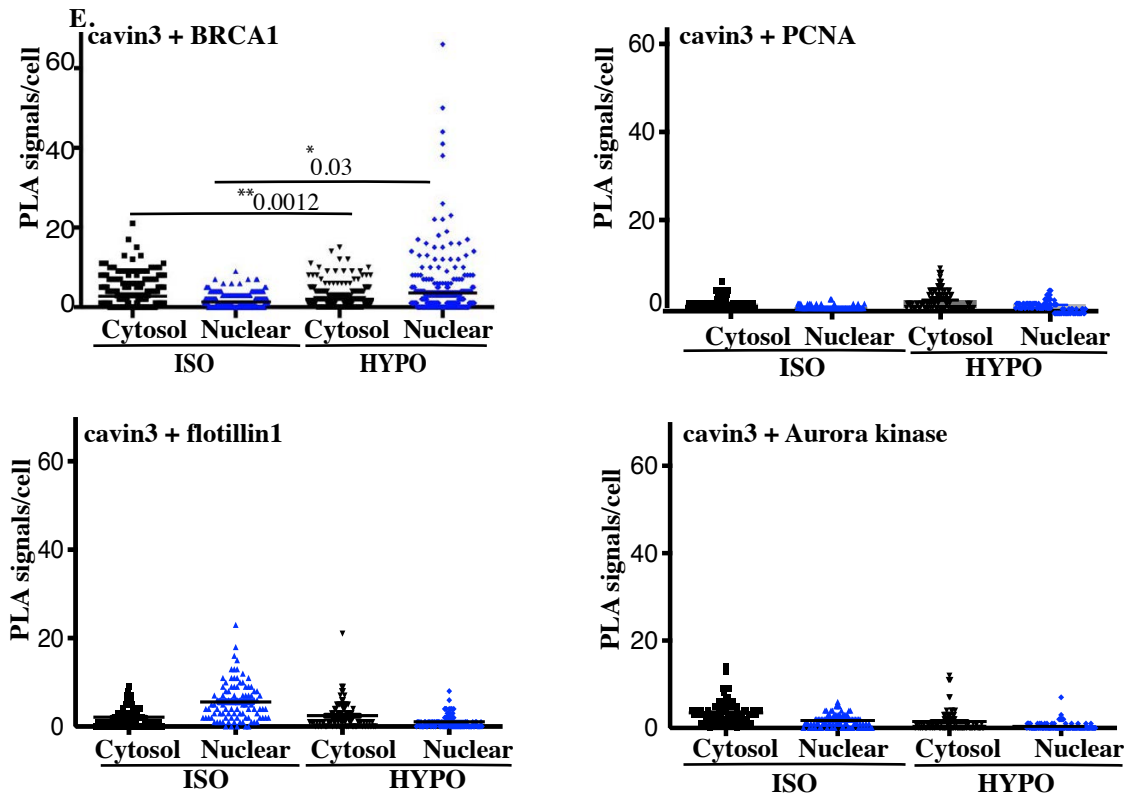 E.
cavin3 + BRCA1
PLA signals/cell
60
40
20
0
*
0.03
**0.0012
Cytosol Nuclear Cytosol Nuclear
ISO HYPO
cavin3 + PCNA
PLA signals/cell
60
40
20
0
Cytosol Nuclear Cytosol Nuclear
ISO HYPO
cavin3 + flotillin1
PLA signals/cell
60
40
20
0
Cytosol Nuclear Cytosol Nuclear
ISO HYPO
cavin3 + Aurora kinase
PLA signals/cell
60
40
20
0
Cytosol Nuclear Cytosol Nuclear
ISO HYPO